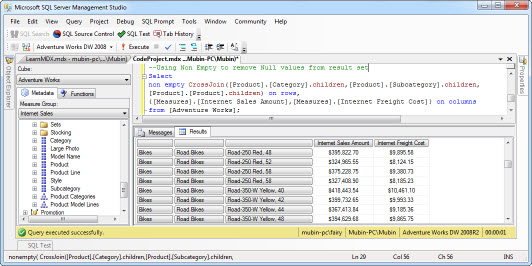 Microsoft SQL Server Management Studio
File Edit View Query Project Debug SQL Prompt Tools Window Community Help
SQL Search SQL Source Control SQL Test Tab History
Adventure Works DW 2008 Execute
LearnMDX.mdx - mubin-pc\...\Mubin) CodeProject.mdx ...Mubin-PC\Mubin)*
Object Explorer
Cube:
Adventure Works
Metadata Functions
Measure Group:
Internet Sales
Sets
Stocking
Category
Large Photo
Model Name
Product
Product Line
Style
Subcategory
Product Categories
Product Model Lines
Promotion
--Using Non Empty to remove Null values from result set
Select
non empty CrossJoin([Product].[Category].children,[Product].[Subcategory].children,
[Product].[Product].children) on rows,
{[Measures].[Internet Sales Amount],[Measures].[Internet Freight Cost]} on columns
from [Adventure Works];
Messages Results
Internet Sales Amount Internet Freight Cost
Bikes Road Bikes Road-250 Red, 48 $395,822.70 $9,895.58
Bikes Road Bikes Road-250 Red, 52 $324,965.55 $8,124.15
Bikes Road Bikes Road-250 Red, 58 $375,228.75 $9,380.73
Bikes Road Bikes Road-250 Red, 58 $327,408.90 $8,185.23
Bikes Road Bikes Road-350-W Yellow, 40 $418,443.54 $10,461.10
Bikes Road Bikes Road-350-W Yellow, 42 $399,732.65 $9,993.33
Bikes Road Bikes Road-350-W Yellow, 44 $367,413.84 $9,185.36
Bikes Road Bikes Road-350-W Yellow, 48 $394,629.68 $9,865.75
Properties
Query executed successfully. mubin-pc\fairy Mubin-PC\Mubin Adventure Works DW 2008R2 00:00:01
SQL Test
nonempty( CrossJoin([Product].[Category].children,[Product].[Subcategory].children, Ln 29 Col 56 Ch 56 INS